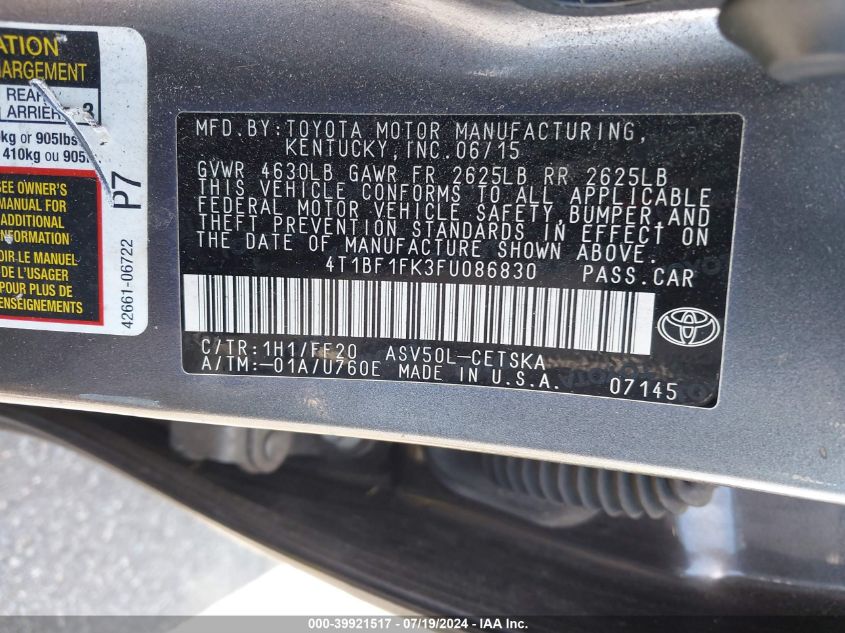 ATION
ARGEMENT
REAR
ARRIÈR 3
kg or 905lbs
410kg ou 905
SEE OWNER'S
MANUAL FOR
ADDITIONAL
NFORMATION
OIR LE MANUEL
DE L'USAGER
POUR PLUS DE
ENSEIGNEMENTS
P7
42661-06722
MFD.BY:TOYOTA MOTOR MANUFACTURING,
KENTUCKY,INC.06/15
GVWR 4630LB GAWR FR 2625LB RR 2625LB
THIS VEHICLE CONFORMS TO ALL APPLICABLE
FEDERAL MOTOR VEHICLE SAFETY,BUMPER,AND
THEFT PREVENTION STANDARDS IN EFFECT ON
THE DATE OF MANUFACTURE SHOWN ABOVE.
4T1BF1FK3FU086830 PASS.CAR
C/TR:1H1/FF20 ASV50L-CETSKA
A/TM:-01A/U760E MADE IN U.S.A.
07145
000-39921517 - 07/19/2024 - IAA